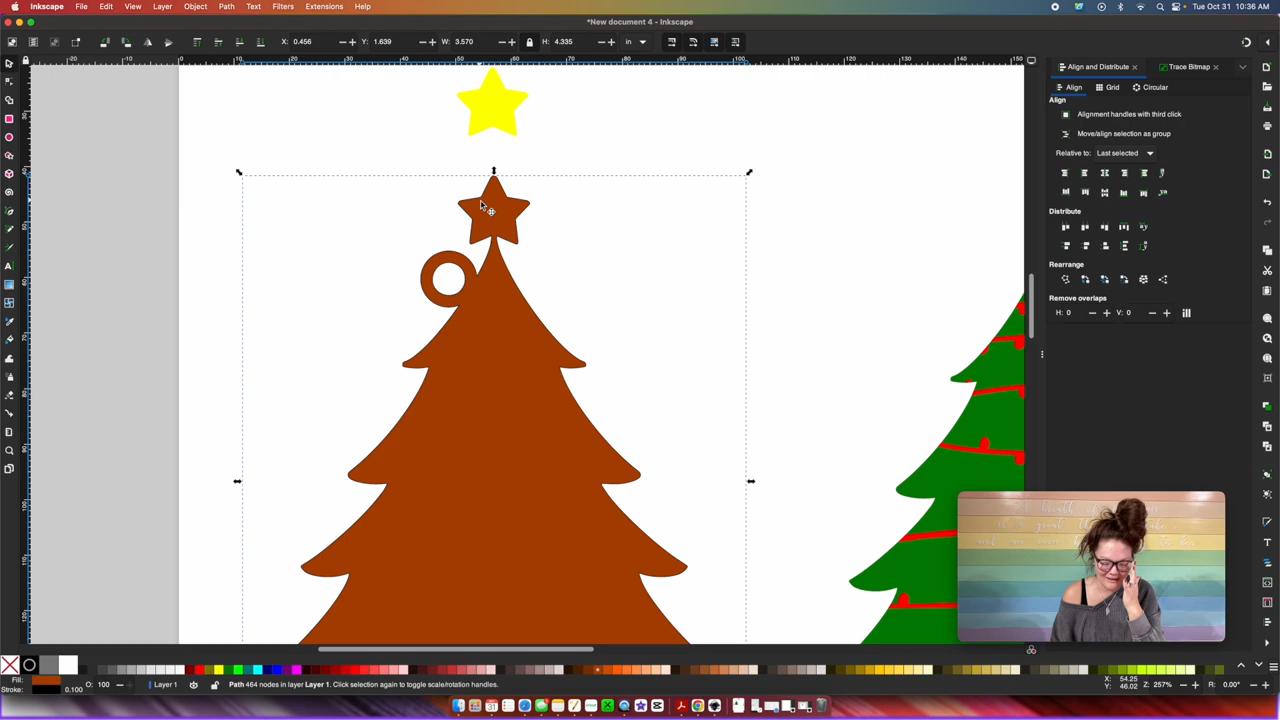 Inkscape File Edit View Layer Object Path Text Filters Extensions Help Tue Oct 31 10:36 AM
*New document 4 - Inkscape
X: 0.456 Y: 1.639 W: 3.570 H: 4.335 in
Align and Distribute Trace Bitmap
Align Grid Circular
Align
Alignment handles with third click
Move/align selection as group
Relative to: Last selected
Distribute
Rearrange
Remove overlaps
H: 0 V: 0
Fill:
Stroke: 0.100 O: 100 Layer 1 Path 464 nodes in layer Layer 1. Click selection again to toggle scale/rotation handles. X: 54.25 Y: 46.02 Z: 257% R: 0.00°